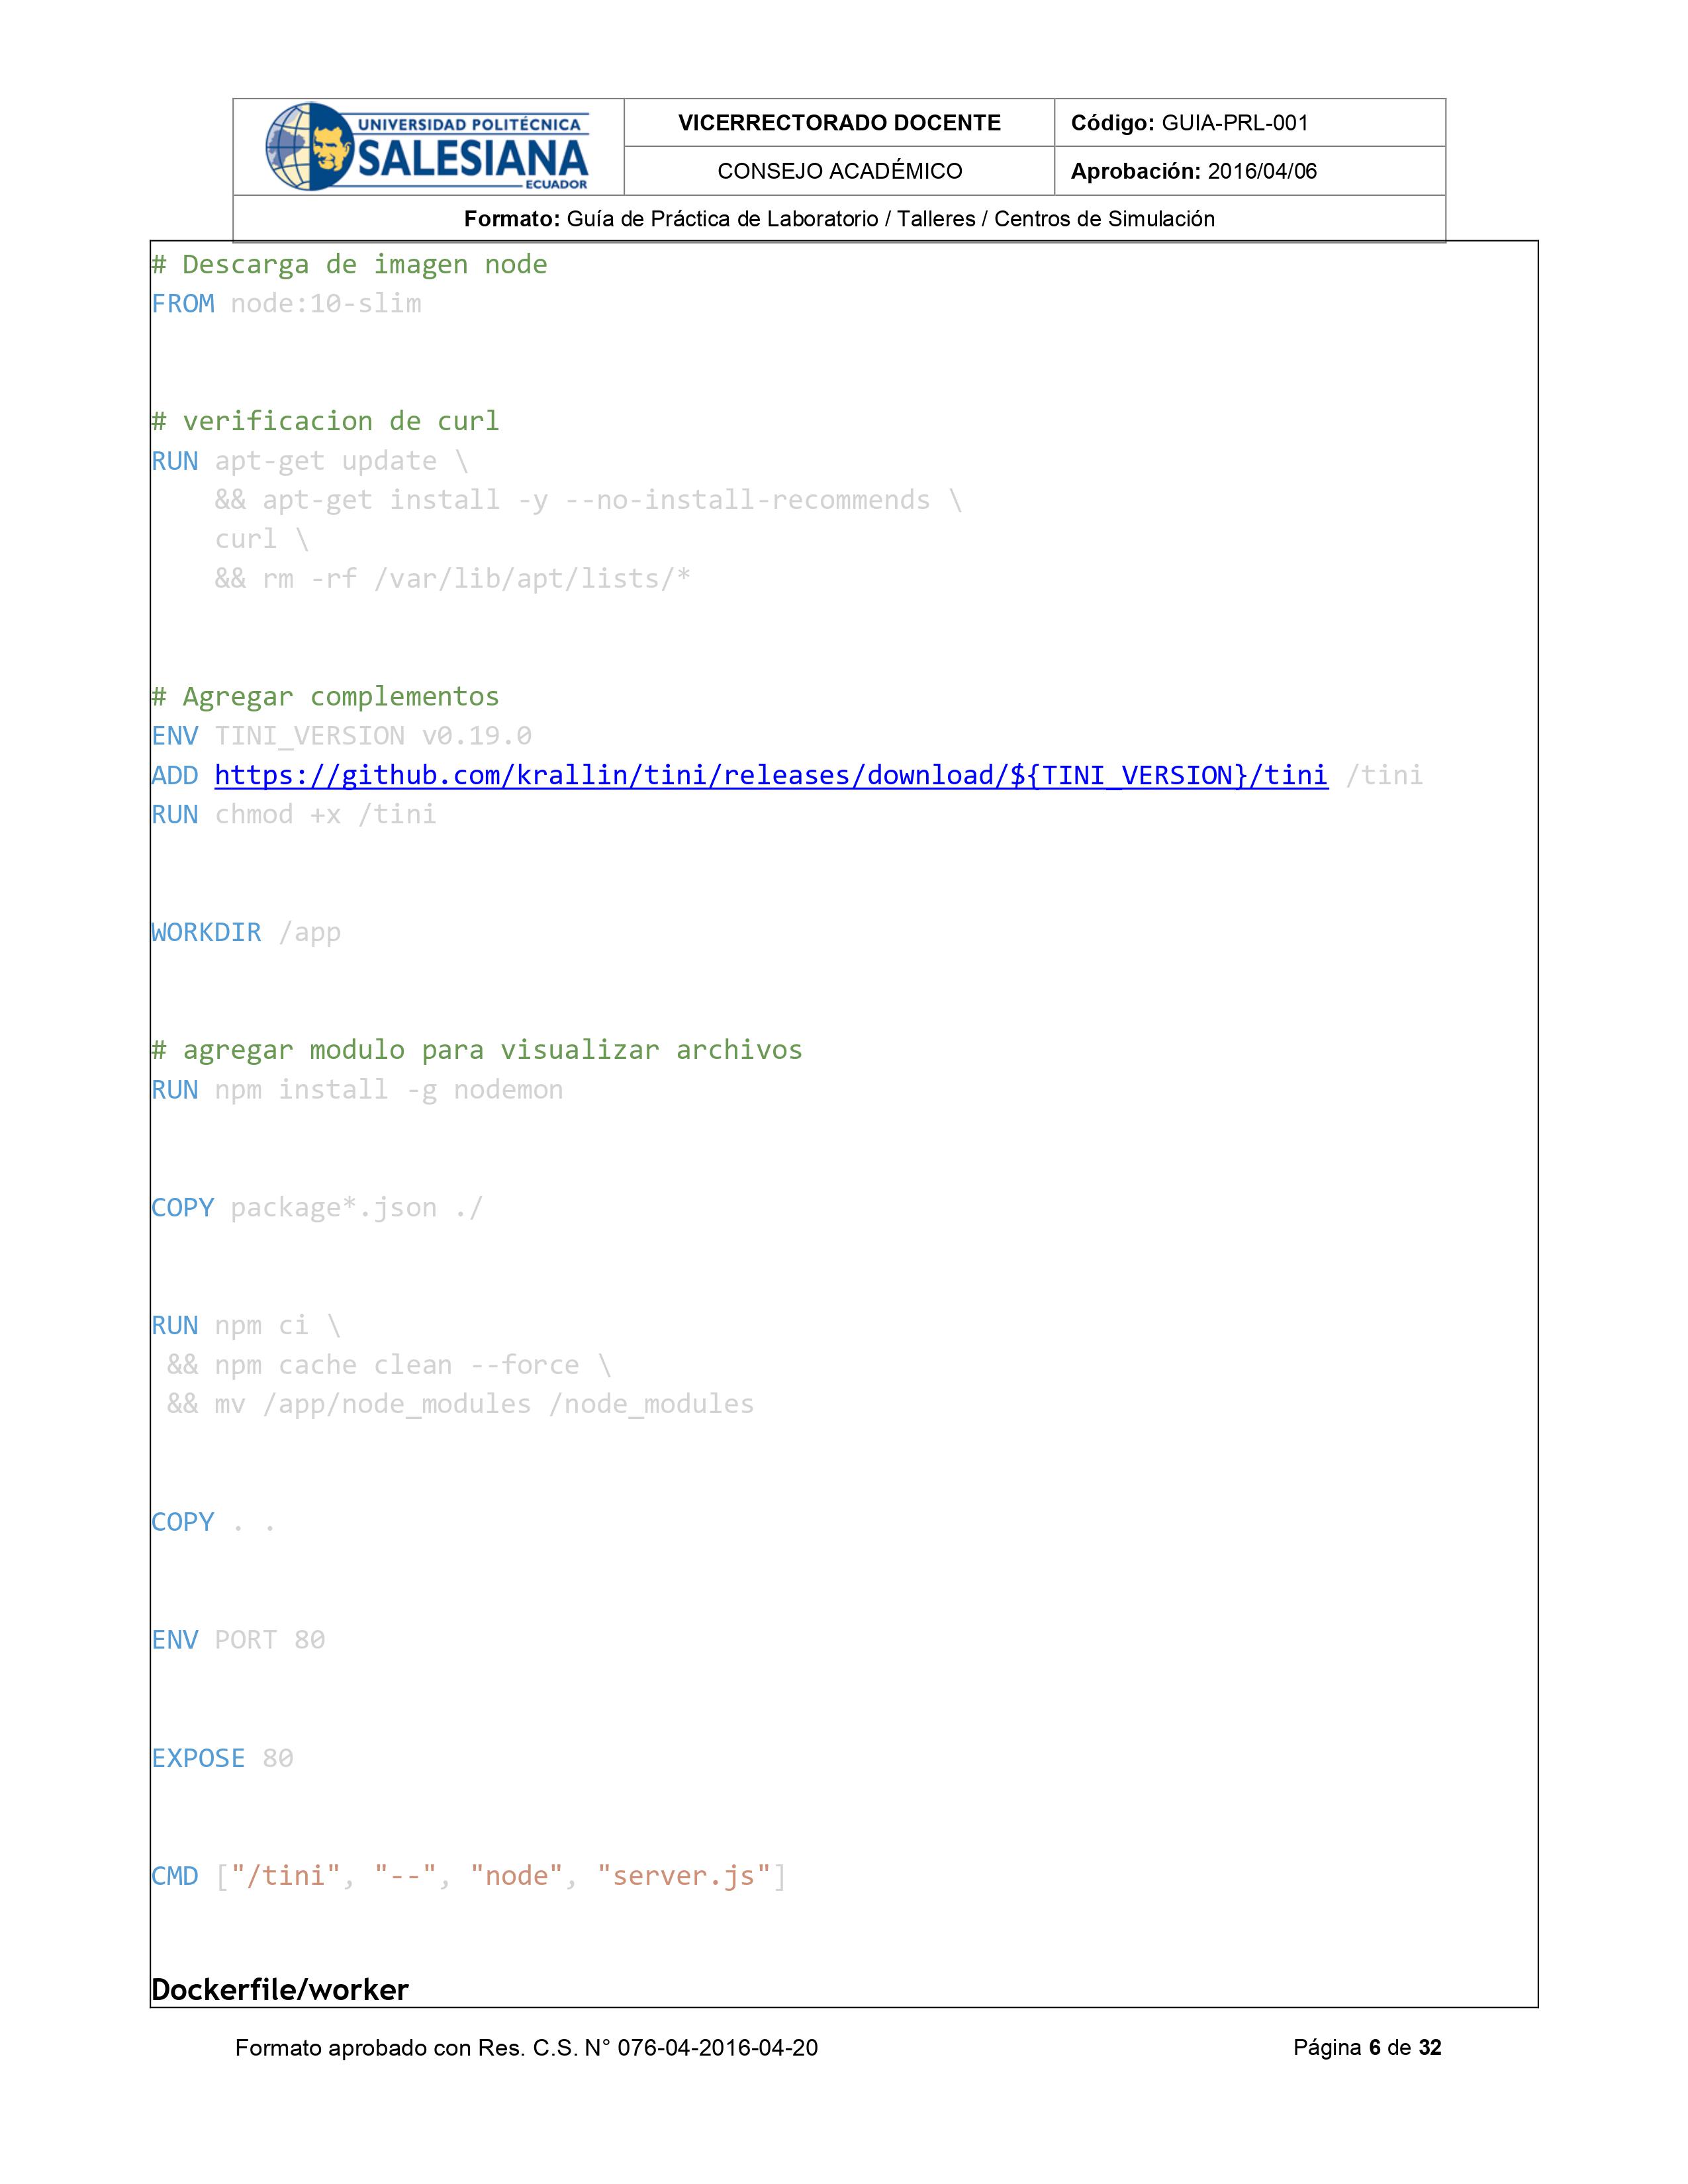 UNIVERSIDAD POLITÉCNICA
SALESIANA
ECUADOR
VICERRECTORADO DOCENTE
Código: GUIA-PRL-001
CONSEJO ACADÉMICO
Aprobación: 2016/04/06
Formato: Guía de Práctica de Laboratorio / Talleres / Centros de Simulación
# Descarga de imagen node
FROM node:10-slim
# verificacion de curl
RUN apt-get update \
    && apt-get install -y --no-install-recommends \
    curl \
    && rm -rf /var/lib/apt/lists/*
# Agregar complementos
ENV TINI_VERSION v0.19.0
ADD https://github.com/krallin/tini/releases/download/${TINI_VERSION}/tini /tini
RUN chmod +x /tini
WORKDIR /app
# agregar modulo para visualizar archivos
RUN npm install -g nodemon
COPY package*.json ./
RUN npm ci \
 && npm cache clean --force \
 && mv /app/node_modules /node_modules
COPY . .
ENV PORT 80
EXPOSE 80
CMD ["/tini", "--", "node", "server.js"]
Dockerfile/worker
Formato aprobado con Res. C.S. N° 076-04-2016-04-20
Página 6 de 32